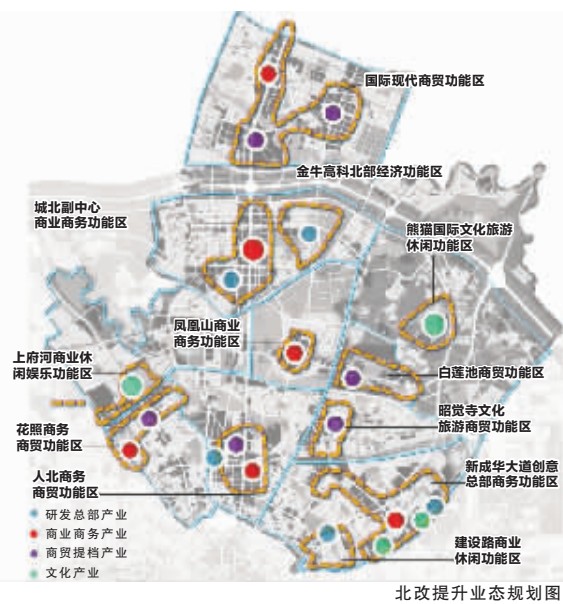 国际现代商贸功能区
金牛高科北部经济功能区
城北副中心
商业商务功能区
熊猫国际文化旅游
休闲功能区
凤凰山商业
商务功能区
上府河商业休
闲娱乐功能区
白莲池商贸功能区
昭觉寺文化
旅游商贸功能区
花照商务
商贸功能区
新成华大道创意
总部商务功能区
人北商务
商贸功能区
研发总部产业
商业商务产业
商贸提档产业
文化产业
建设路商业
休闲功能区
北改提升业态规划图